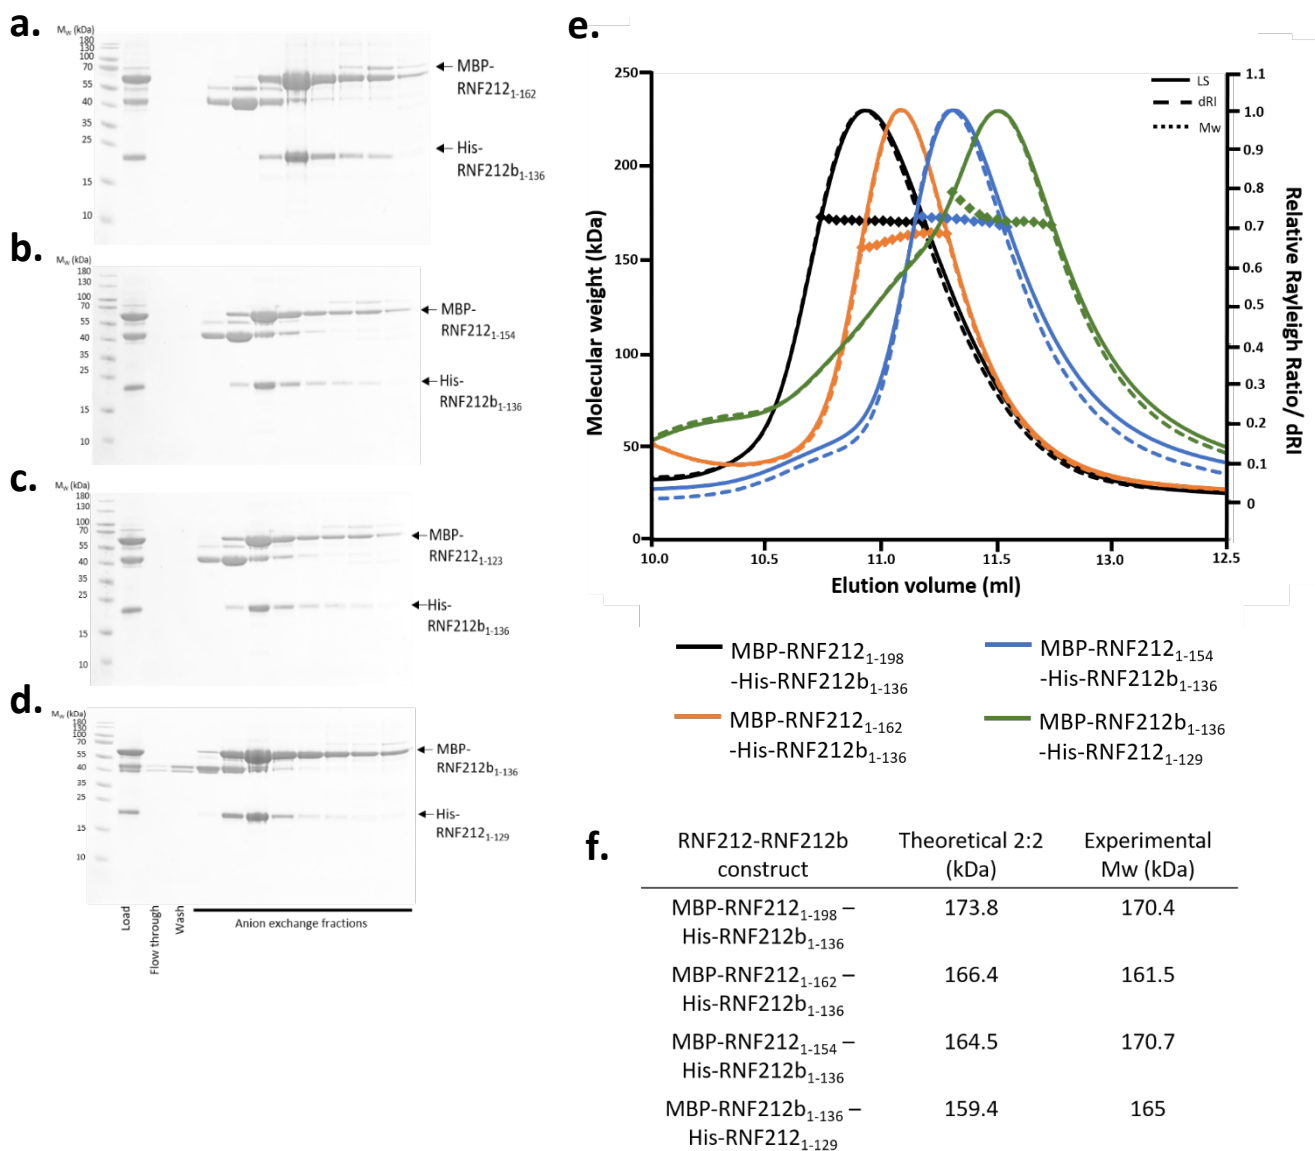 a.
Mw (kDa)
180
130
100
70
55
40
35
25
15
10
MBP-
RNF2121-162
His-
RNF212b1-136
b.
Mw (kDa)
180
130
100
70
55
40
35
25
15
10
MBP-
RNF2121-154
His-
RNF212b1-136
c.
Mw (kDa)
180
130
100
70
55
40
35
25
15
10
MBP-
RNF2121-123
His-
RNF212b1-136
d.
Mw (kDa)
180
130
100
70
55
40
35
25
15
10
MBP-
RNF212b1-136
His-
RNF2121-129
Load
Flow through
Wash
Anion exchange fractions
e.
250
200
150
100
50
0
Molecular weight (kDa)
10.0 10.5 11.0 11.5 13.0 12.5
Elution volume (ml)
1.1
1.0
0.9
0.8
0.7
0.6
0.5
0.4
0.3
0.2
0.1
0
Relative Rayleigh Ratio/ dRI
LS
dRI
Mw
MBP-RNF2121-198
-His-RNF212b1-136
MBP-RNF2121-154
-His-RNF212b1-136
MBP-RNF2121-162
-His-RNF212b1-136
MBP-RNF212b1-136
-His-RNF2121-129
f.
RNF212-RNF212b Theoretical 2:2 Experimental
construct (kDa) Mw (kDa)
MBP-RNF2121-198 – 173.8 170.4
His-RNF212b1-136
MBP-RNF2121-162 – 166.4 161.5
His-RNF212b1-136
MBP-RNF2121-154 – 164.5 170.7
His-RNF212b1-136
MBP-RNF212b1-136 – 159.4 165
His-RNF2121-129